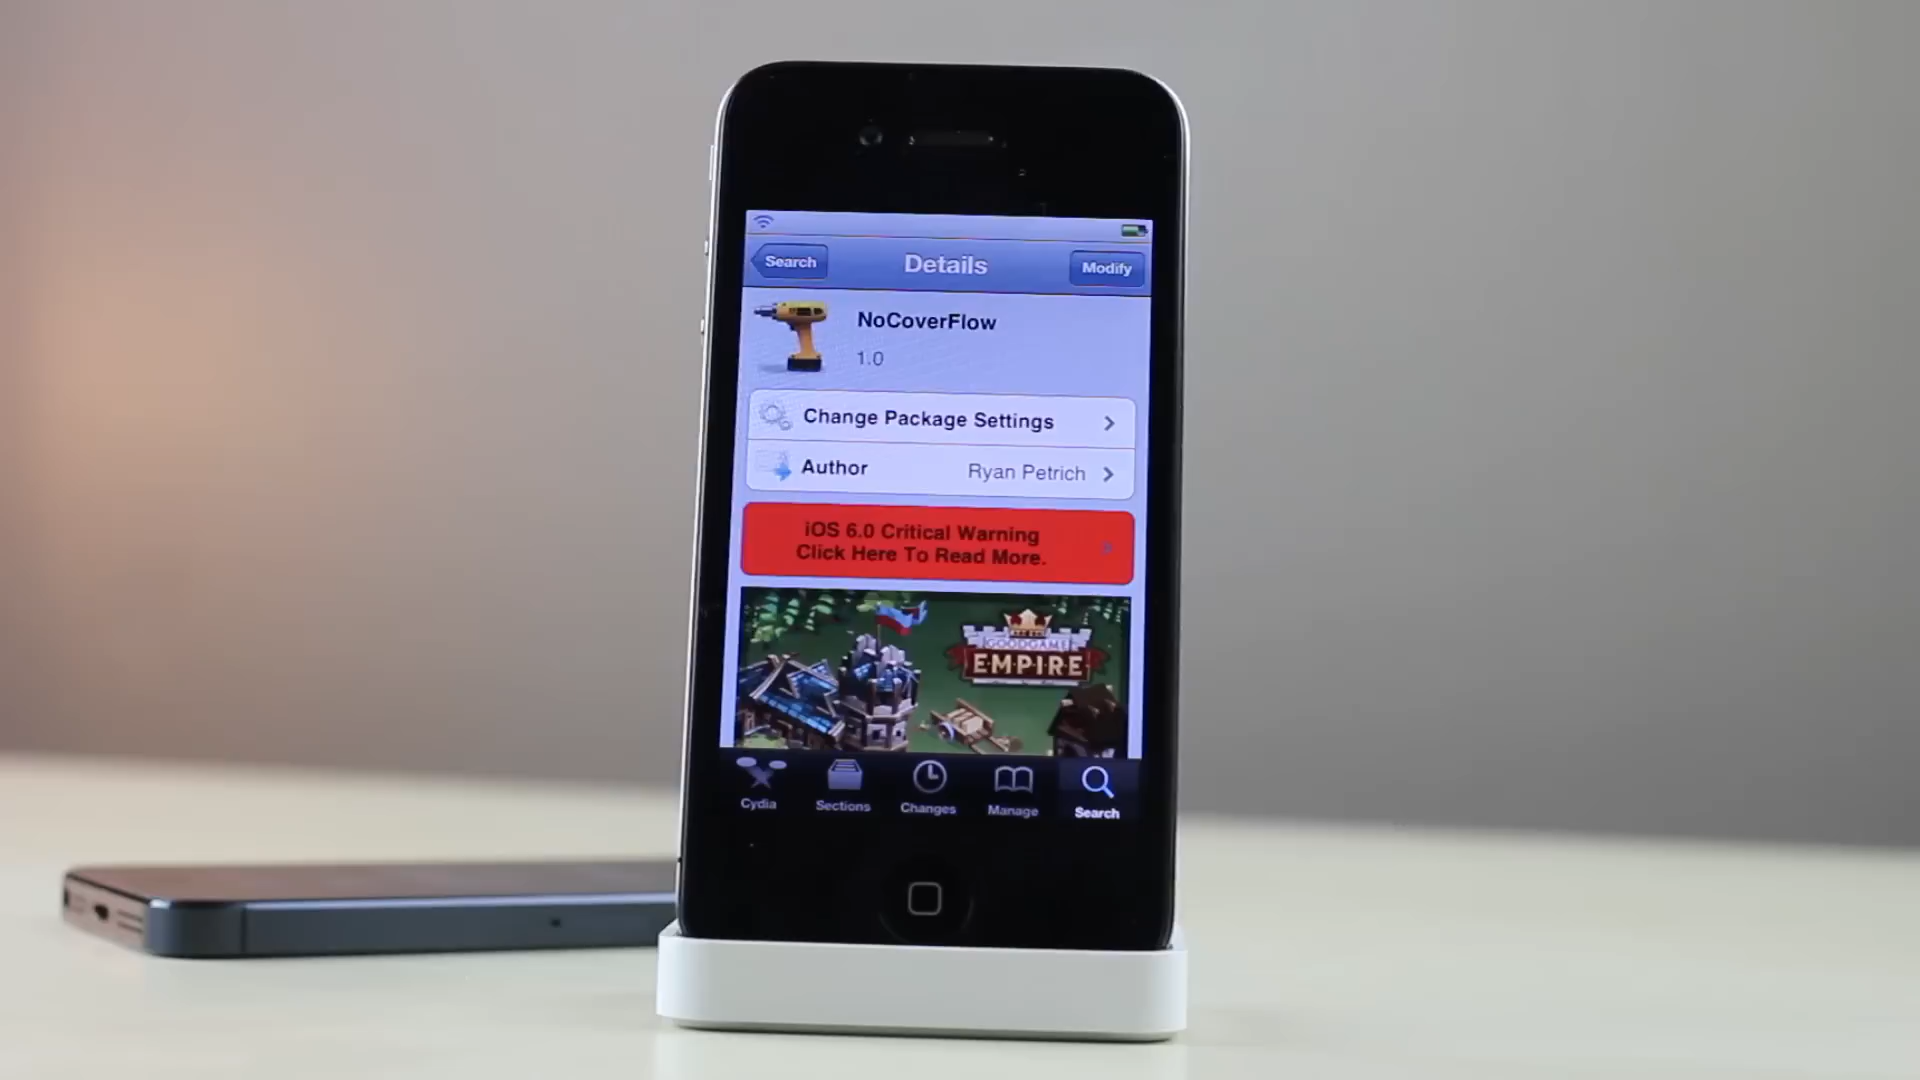 Search
Details
Modify
NoCoverFlow
1.0
Change Package Settings
Author
Ryan Petrich
iOS 6.0 Critical Warning
Click Here To Read More.
GOODGAME
EMPIRE
Cydia
Sections
Changes
Manage
Search